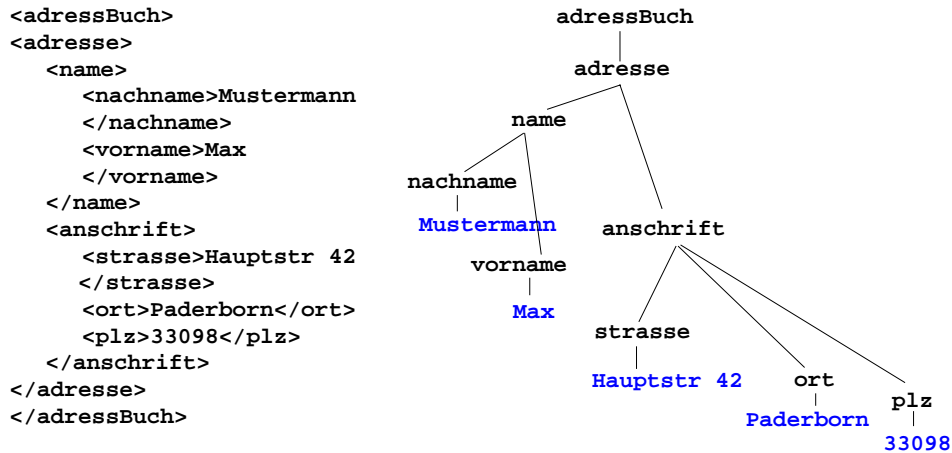 <adressBuch>
<adresse>
<name>
<nachname>Mustermann
</nachname>
<vorname>Max
</vorname>
</name>
<anschrift>
<strasse>Hauptstr 42
</strasse>
<ort>Paderborn</ort>
<plz>33098</plz>
</anschrift>
</adresse>
</adressBuch>
adressBuch
adresse
name
nachname
Mustermann
anschrift
vorname
Max
strasse
Hauptstr 42
ort
plz
Paderborn
33098